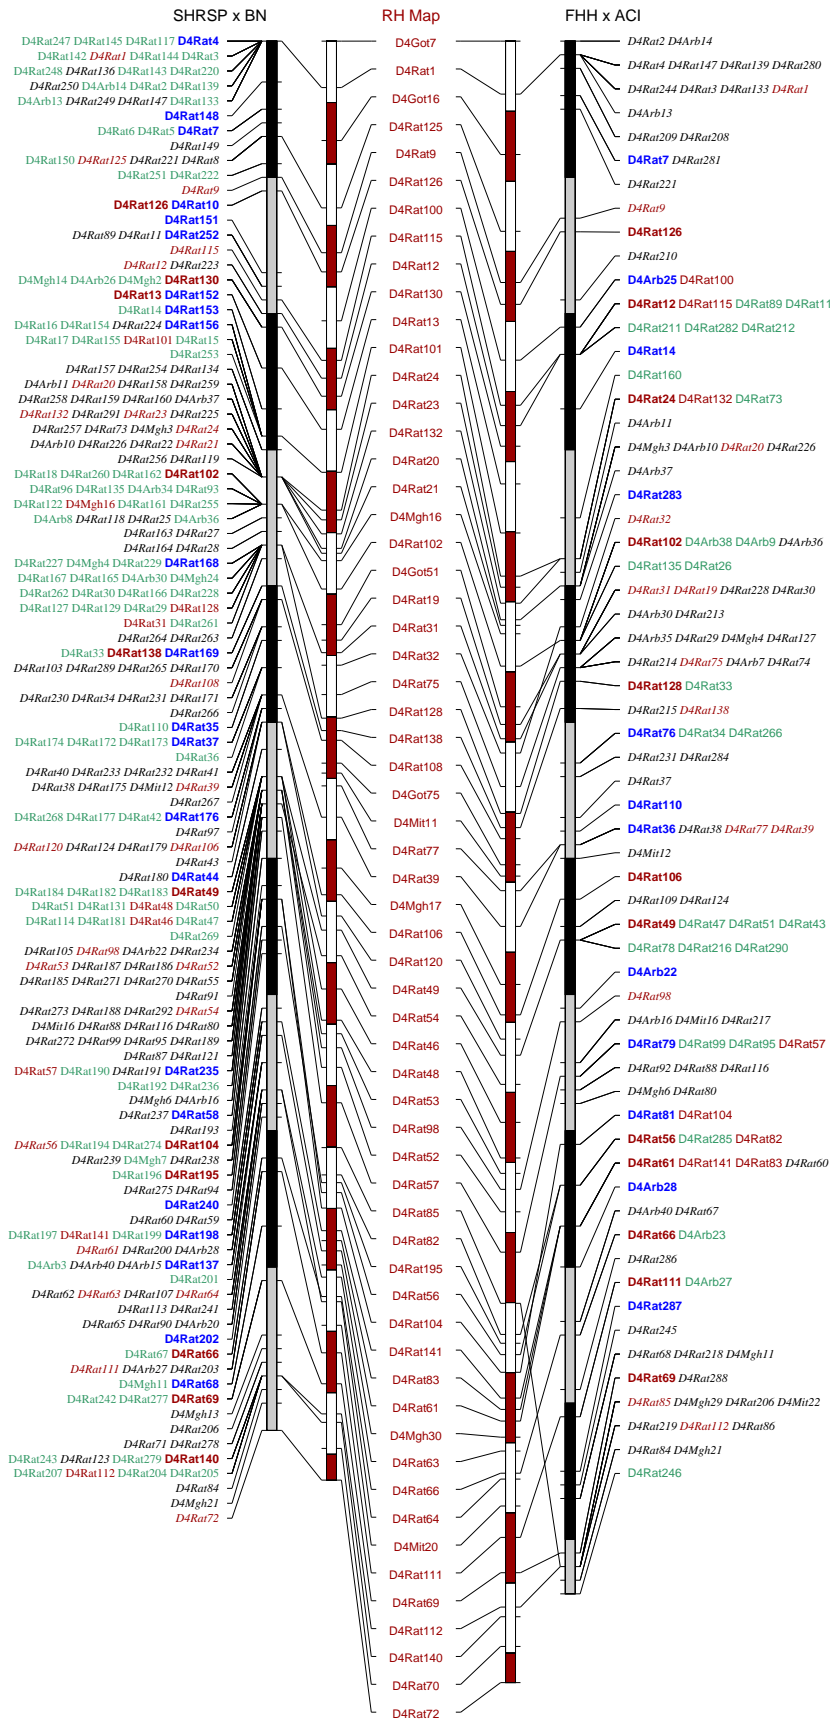 SHRSP x BN
D4Rat247 D4Rat145 D4Rat117 D4Rat4
D4Rat142 D4Rat1 D4Rat144 D4Rat3
D4Rat248 D4Rat136 D4Rat143 D4Rat220
D4Rat250 D4Arb14 D4Rat2 D4Rat139
D4Arb13 D4Rat249 D4Rat147 D4Rat133
D4Rat148
D4Rat6 D4Rat5 D4Rat7
D4Rat149
D4Rat150 D4Rat125 D4Rat221 D4Rat8
D4Rat251 D4Rat222
D4Rat9
D4Rat126 D4Rat10
D4Rat151
D4Rat89 D4Rat11 D4Rat252
D4Rat115
D4Rat12 D4Rat223
D4Mgh14 D4Arb26 D4Mgh2 D4Rat130
D4Rat13 D4Rat152
D4Rat14 D4Rat153
D4Rat16 D4Rat154 D4Rat224 D4Rat156
D4Rat17 D4Rat155 D4Rat101 D4Rat15
D4Rat253
D4Rat157 D4Rat254 D4Rat134
D4Arb11 D4Rat20 D4Rat158 D4Rat259
D4Rat258 D4Rat159 D4Rat160 D4Arb37
D4Rat132 D4Rat291 D4Rat23 D4Rat225
D4Rat257 D4Rat73 D4Mgh3 D4Rat24
D4Arb10 D4Rat226 D4Rat22 D4Rat21
D4Rat256 D4Rat119
D4Rat18 D4Rat260 D4Rat162 D4Rat102
D4Rat96 D4Rat135 D4Arb34 D4Rat93
D4Rat122 D4Mgh16 D4Rat161 D4Rat255
D4Arb8 D4Rat118 D4Rat25 D4Arb36
D4Rat163 D4Rat27
D4Rat164 D4Rat28
D4Rat227 D4Mgh4 D4Rat229 D4Rat168
D4Rat167 D4Rat165 D4Arb30 D4Mgh24
D4Rat262 D4Rat30 D4Rat166 D4Rat228
D4Rat127 D4Rat129 D4Rat29 D4Rat128
D4Rat31 D4Rat261
D4Rat264 D4Rat263
D4Rat33 D4Rat138 D4Rat169
D4Rat103 D4Rat289 D4Rat265 D4Rat170
D4Rat108
D4Rat230 D4Rat34 D4Rat231 D4Rat171
D4Rat266
D4Rat110 D4Rat35
D4Rat174 D4Rat172 D4Rat173 D4Rat37
D4Rat36
D4Rat40 D4Rat233 D4Rat232 D4Rat41
D4Rat38 D4Rat175 D4Mit12 D4Rat39
D4Rat267
D4Rat268 D4Rat177 D4Rat42 D4Rat176
D4Rat97
D4Rat120 D4Rat124 D4Rat179 D4Rat106
D4Rat43
D4Rat180 D4Rat44
D4Rat184 D4Rat182 D4Rat183 D4Rat49
D4Rat51 D4Rat131 D4Rat48 D4Rat50
D4Rat114 D4Rat181 D4Rat46 D4Rat47
D4Rat269
D4Rat105 D4Rat98 D4Arb22 D4Rat234
D4Rat53 D4Rat187 D4Rat186 D4Rat52
D4Rat185 D4Rat271 D4Rat270 D4Rat55
D4Rat91
D4Rat273 D4Rat188 D4Rat292 D4Rat54
D4Mit16 D4Rat88 D4Rat116 D4Rat80
D4Rat272 D4Rat99 D4Rat95 D4Rat189
D4Rat87 D4Rat121
D4Rat57 D4Rat190 D4Rat191 D4Rat235
D4Rat192 D4Rat236
D4Mgh6 D4Arb16
D4Rat237 D4Rat58
D4Rat193
D4Rat56 D4Rat194 D4Rat274 D4Rat104
D4Rat239 D4Mgh7 D4Rat238
D4Rat196 D4Rat195
D4Rat275 D4Rat94
D4Rat240
D4Rat60 D4Rat59
D4Rat197 D4Rat141 D4Rat199 D4Rat198
D4Rat61 D4Rat200 D4Arb28
D4Arb3 D4Arb40 D4Arb15 D4Rat137
D4Rat201
D4Rat62 D4Rat63 D4Rat107 D4Rat64
D4Rat113 D4Rat241
D4Rat65 D4Rat90 D4Arb20
D4Rat202
D4Rat67 D4Rat66
D4Rat111 D4Arb27 D4Rat203
D4Mgh11 D4Rat68
D4Rat242 D4Rat277 D4Rat69
D4Mgh13
D4Rat206
D4Rat71 D4Rat278
D4Rat243 D4Rat123 D4Rat279 D4Rat140
D4Rat207 D4Rat112 D4Rat204 D4Rat205
D4Rat84
D4Mgh21
D4Rat72
RH Map
D4Got7
D4Rat1
D4Got16
D4Rat125
D4Rat9
D4Rat126
D4Rat100
D4Rat115
D4Rat12
D4Rat130
D4Rat13
D4Rat101
D4Rat24
D4Rat23
D4Rat132
D4Rat20
D4Rat21
D4Mgh16
D4Rat102
D4Got51
D4Rat19
D4Rat31
D4Rat32
D4Rat75
D4Rat128
D4Rat138
D4Rat108
D4Got75
D4Mit11
D4Rat77
D4Rat39
D4Mgh17
D4Rat106
D4Rat120
D4Rat49
D4Rat54
D4Rat46
D4Rat48
D4Rat53
D4Rat98
D4Rat52
D4Rat57
D4Rat85
D4Rat82
D4Rat195
D4Rat56
D4Rat104
D4Rat141
D4Rat83
D4Rat61
D4Mgh30
D4Rat63
D4Rat66
D4Rat64
D4Mit20
D4Rat111
D4Rat69
D4Rat112
D4Rat140
D4Rat70
D4Rat72
FHH x ACI
D4Rat2 D4Arb14
D4Rat4 D4Rat147 D4Rat139 D4Rat280
D4Rat244 D4Rat3 D4Rat133 D4Rat1
D4Arb13
D4Rat209 D4Rat208
D4Rat7 D4Rat281
D4Rat221
D4Rat9
D4Rat126
D4Rat210
D4Arb25 D4Rat100
D4Rat12 D4Rat115 D4Rat89 D4Rat11
D4Rat211 D4Rat282 D4Rat212
D4Rat14
D4Rat160
D4Rat24 D4Rat132 D4Rat73
D4Arb11
D4Mgh3 D4Arb10 D4Rat20 D4Rat226
D4Arb37
D4Rat283
D4Rat32
D4Rat102 D4Arb38 D4Arb9 D4Arb36
D4Rat135 D4Rat26
D4Rat31 D4Rat19 D4Rat228 D4Rat30
D4Arb30 D4Rat213
D4Arb35 D4Rat29 D4Mgh4 D4Rat127
D4Rat214 D4Rat75 D4Arb7 D4Rat74
D4Rat128 D4Rat33
D4Rat215 D4Rat138
D4Rat76 D4Rat34 D4Rat266
D4Rat231 D4Rat284
D4Rat37
D4Rat110
D4Rat36 D4Rat38 D4Rat77 D4Rat39
D4Mit12
D4Rat106
D4Rat109 D4Rat124
D4Rat49 D4Rat47 D4Rat51 D4Rat43
D4Rat78 D4Rat216 D4Rat290
D4Arb22
D4Rat98
D4Arb16 D4Mit16 D4Rat217
D4Rat79 D4Rat99 D4Rat95 D4Rat57
D4Rat92 D4Rat88 D4Rat116
D4Mgh6 D4Rat80
D4Rat81 D4Rat104
D4Rat56 D4Rat285 D4Rat82
D4Rat61 D4Rat141 D4Rat83 D4Rat60
D4Arb28
D4Arb40 D4Rat67
D4Rat66 D4Arb23
D4Rat286
D4Rat111 D4Arb27
D4Rat287
D4Rat245
D4Rat68 D4Rat218 D4Mgh11
D4Rat69 D4Rat288
D4Rat85 D4Mgh29 D4Rat206 D4Mit22
D4Rat219 D4Rat112 D4Rat86
D4Rat84 D4Mgh21
D4Rat246